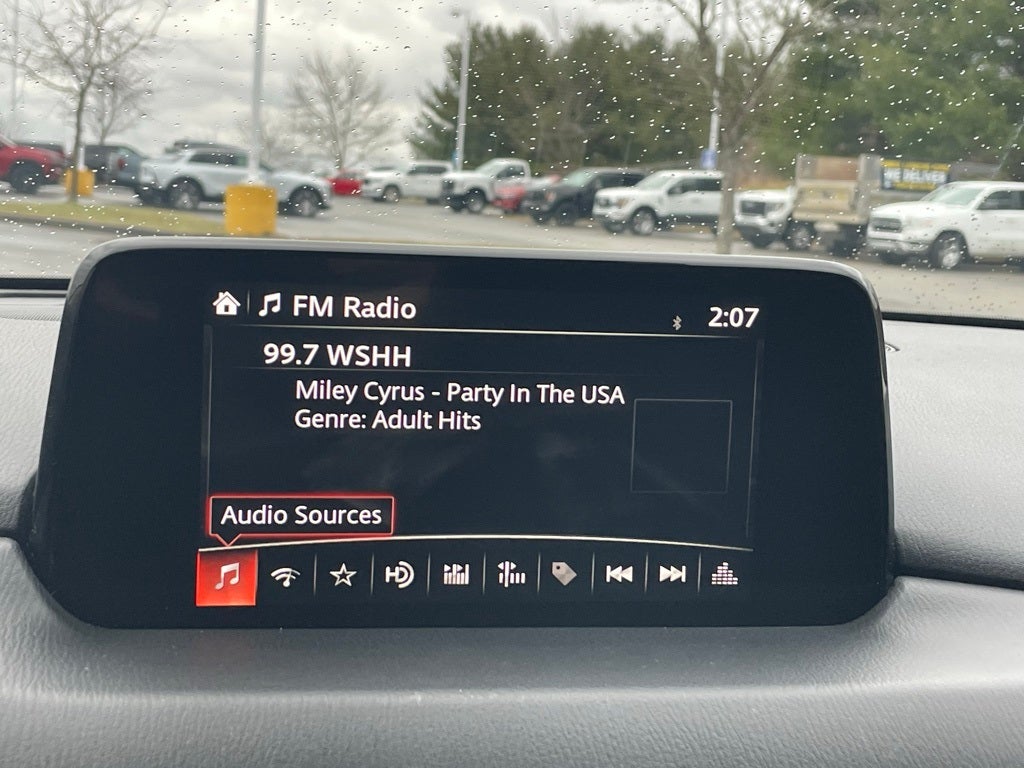 FM Radio
2:07
99.7 WSHH
Miley Cyrus - Party In The USA
Genre: Adult Hits
Audio Sources
HD
WE DELIVER